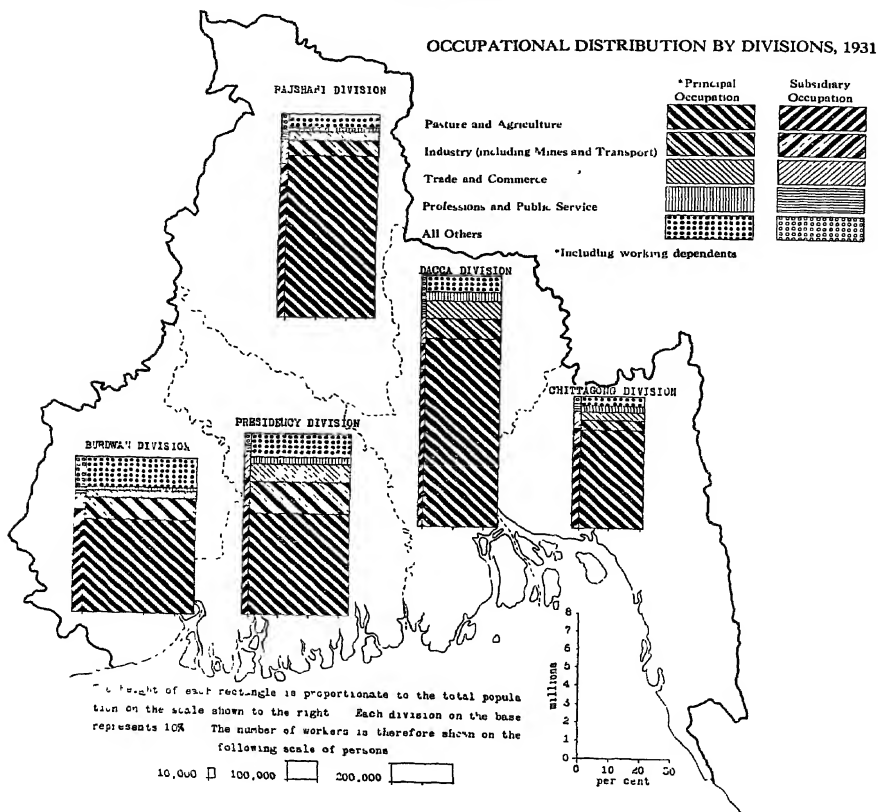 OCCUPATIONAL DISTRIBUTION BY DIVISIONS, 1931
*Principal Occupation
Subsidiary Occupation
Pasture and Agriculture
Industry (including Mines and Transport)
Trade and Commerce
Professions and Public Service
All Others
*Including working dependents
RAJSHAHI DIVISION
DACCA DIVISION
CHITTAGONG DIVISION
PRESIDENCY DIVISION
BURDWAN DIVISION
height of each rectangle is proportionate to the total popula
tion on the scale shown to the right Each division on the base
represents 10% The number of workers is therefore shown on the
following scale of persons
10,000 100,000 200,000
millions
8
7
6
5
4
3
2
1
0
0 10 20 30
per cent